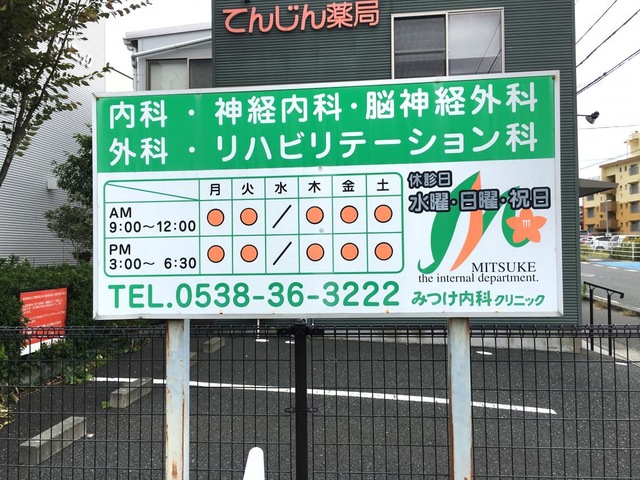 てんじん薬局
内科・神経内科・脳神経外科
外科・リハビリテーション科
月 火 水 木 金 土
AM
9:00～12:00 ● ● ／ ● ● ●
PM
3:00～ 6:30 ● ● ／ ● ● ●
休診日
水曜・日曜・祝日
MITSUKE
the internal department.
TEL.0538-36-3222
みつけ内科クリニック